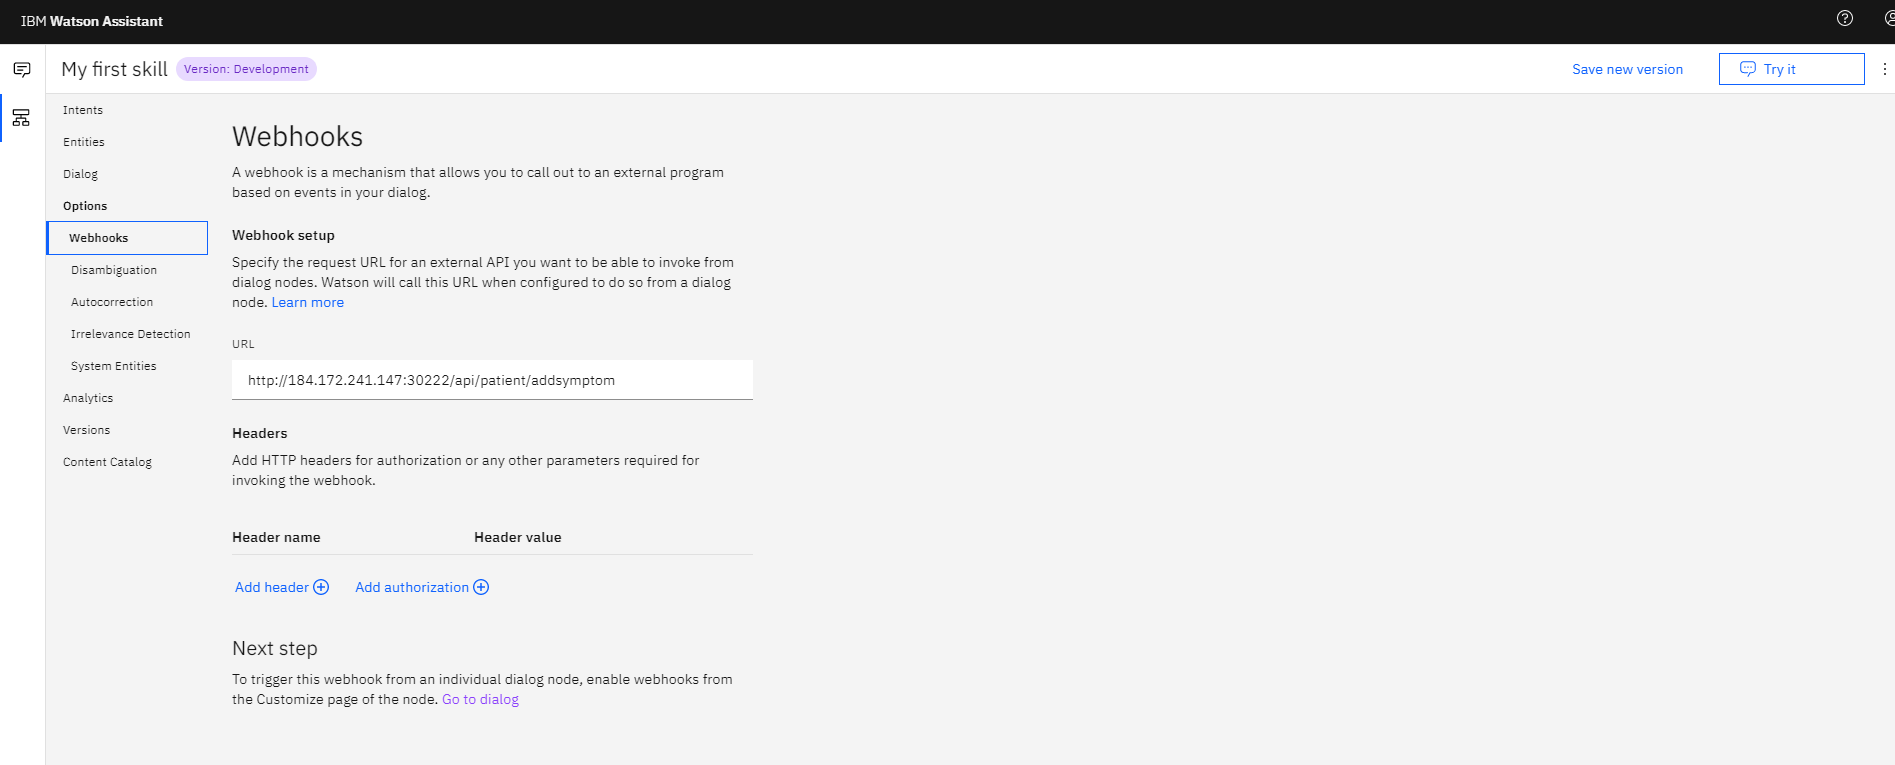 IBM Watson Assistant
My first skill
Version: Development
Save new version
Try it
Intents
Entities
Dialog
Options
Webhooks
Disambiguation
Autocorrection
Irrelevance Detection
System Entities
Analytics
Versions
Content Catalog
Webhooks
A webhook is a mechanism that allows you to call out to an external program
based on events in your dialog.
Webhook setup
Specify the request URL for an external API you want to be able to invoke from
dialog nodes. Watson will call this URL when configured to do so from a dialog
node. Learn more
URL
http://184.172.241.147:30222/api/patient/addsymptom
Headers
Add HTTP headers for authorization or any other parameters required for
invoking the webhook.
Header name Header value
Add header Add authorization
Next step
To trigger this webhook from an individual dialog node, enable webhooks from
the Customize page of the node. Go to dialog